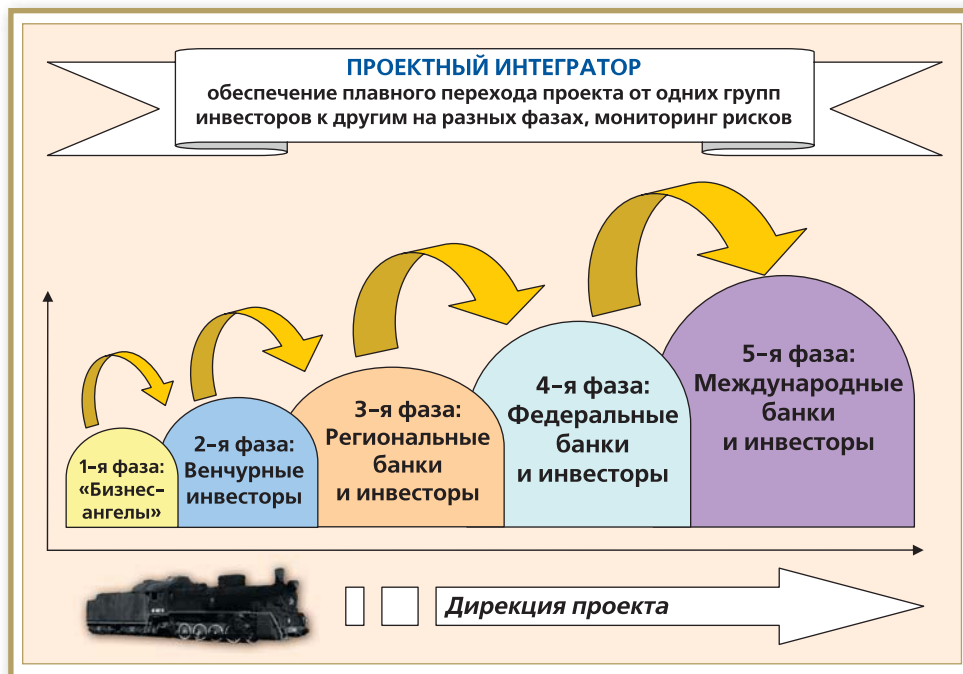 ПРОЕКТНЫЙ ИНТЕГРАТОР
обеспечение плавного перехода проекта от одних групп
инвесторов к другим на разных фазах, мониторинг рисков
1–я фаза:
«Бизнес–
ангелы»
2–я фаза:
Венчурные
инвесторы
3–я фаза:
Региональные
банки
и инвесторы
4–я фаза:
Федеральные
банки
и инвесторы
5–я фаза:
Международные
банки
и инвесторы
Дирекция проекта